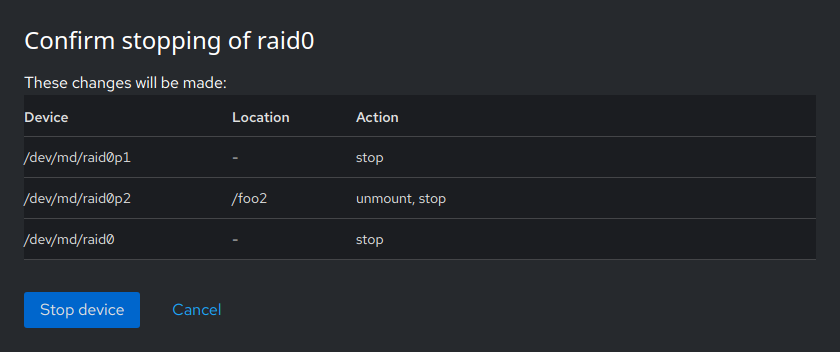 Confirm stopping of raid0
These changes will be made:
Device Location Action
/dev/md/raid0p1 - stop
/dev/md/raid0p2 /foo2 unmount, stop
/dev/md/raid0 - stop
Stop device Cancel